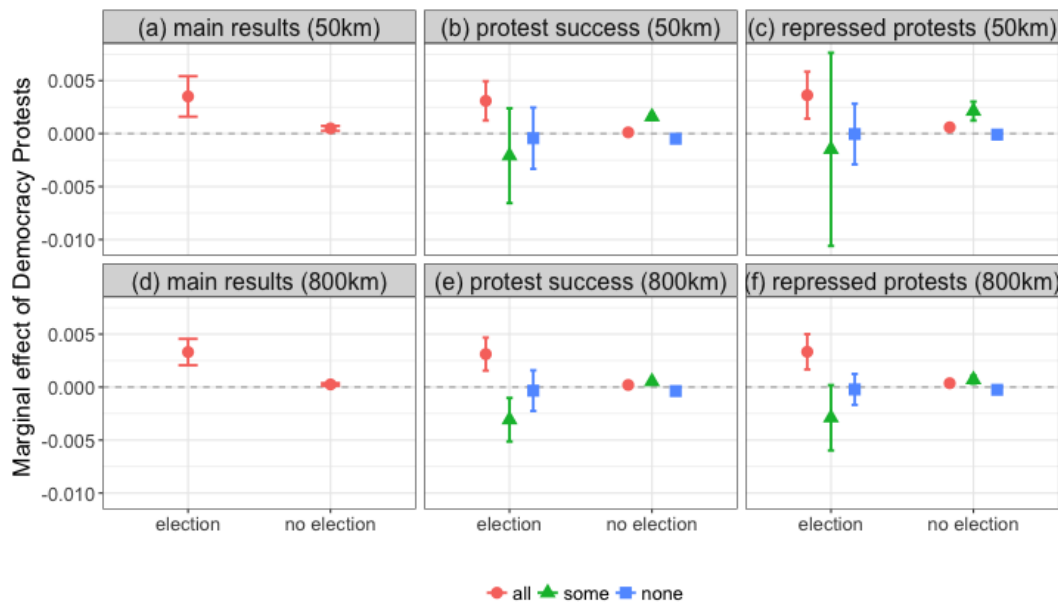 (a) main results (50km)
(b) protest success (50km)
(c) repressed protests (50km)
Marginal effect of Democracy Protests
0.005
0.000
-0.005
-0.010
(d) main results (800km)
(e) protest success (800km)
(f) repressed protests (800km)
0.005
0.000
-0.005
-0.010
election
no election
election
no election
election
no election
all
some
none